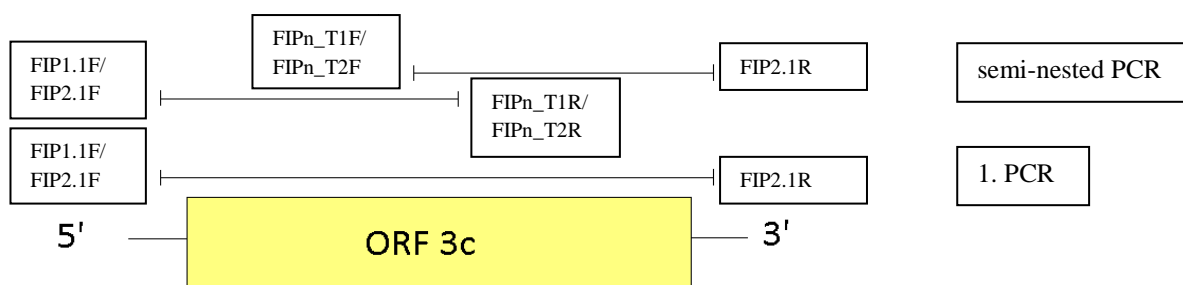 FIPn_T1F/
FIPn_T2F
FIP1.1F/
FIP2.1F
FIP2.1R
semi-nested PCR
FIPn_T1R/
FIPn_T2R
FIP1.1F/
FIP2.1F
FIP2.1R
1. PCR
5' ORF 3c 3'